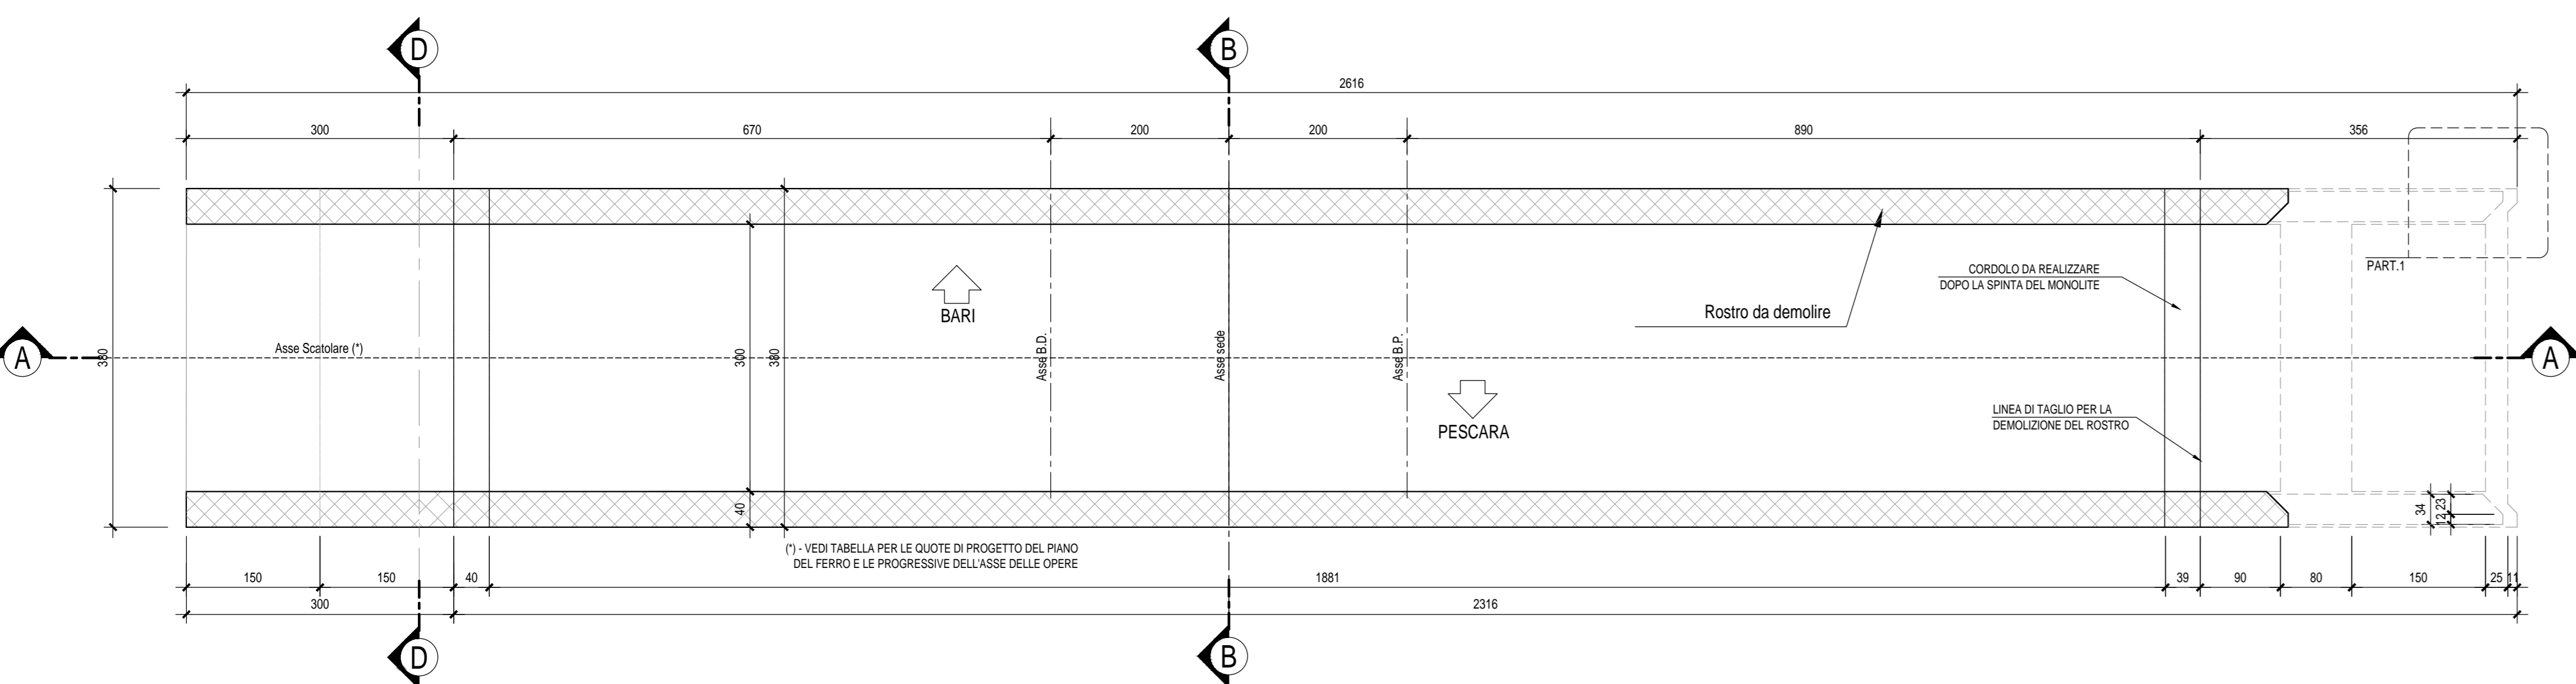 D
B
2616
300
670
200
200
890
356
PART.1
CORDOLO DA REALIZZARE
DOPO LA SPINTA DEL MONOLITE
Rostro da demolire
BARI
A
380
Asse Scatolare (*)
300
380
Asse B.D.
Asse sede
Asse B.P.
A
PESCARA
LINEA DI TAGLIO PER LA
DEMOLIZIONE DEL ROSTRO
40
34
12
23
(*) - VEDI TABELLA PER LE QUOTE DI PROGETTO DEL PIANO
DEL FERRO E LE PROGRESSIVE DELL'ASSE DELLE OPERE
150
150
40
1881
39
90
80
150
25
11
300
2316
D
B